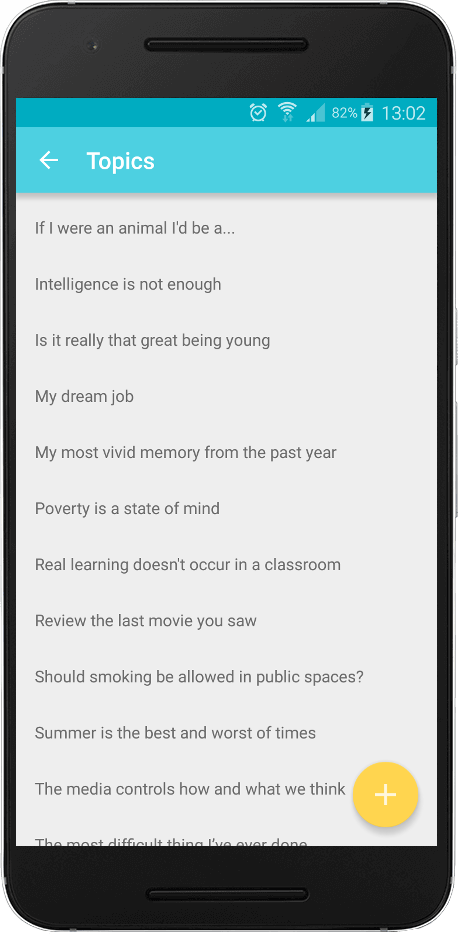 82% 13:02
Topics
If I were an animal I'd be a...
Intelligence is not enough
Is it really that great being young
My dream job
My most vivid memory from the past year
Poverty is a state of mind
Real learning doesn't occur in a classroom
Review the last movie you saw
Should smoking be allowed in public spaces?
Summer is the best and worst of times
The media controls how and what we think
The most difficult thing I’ve ever done